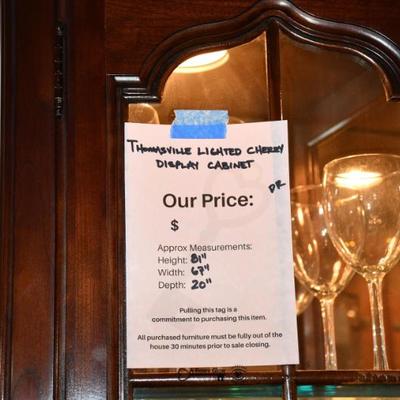 Thomasville Lighted Cherry
Display Cabinet
DR
Our Price:
$
Approx Measurements:
Height: 81"
Width: 67"
Depth: 20"
Pulling this tag is a
commitment to purchasing this item.
All purchased furniture must be fully out of the
house 30 minutes prior to sale closing.